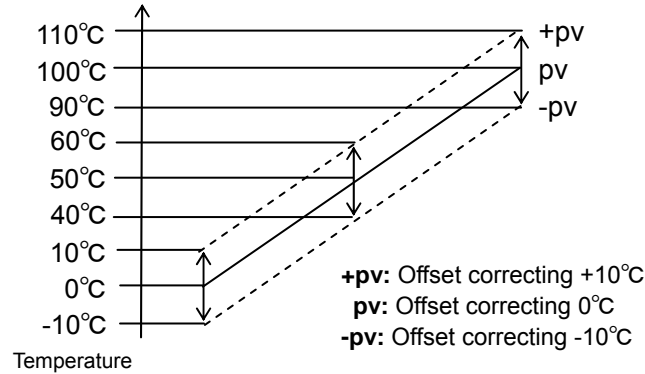 110℃
+pv
100℃
pv
90℃
-pv
60℃
50℃
40℃
10℃
+pv: Offset correcting +10℃
0℃
pv: Offset correcting 0℃
-10℃
-pv: Offset correcting -10℃
Temperature